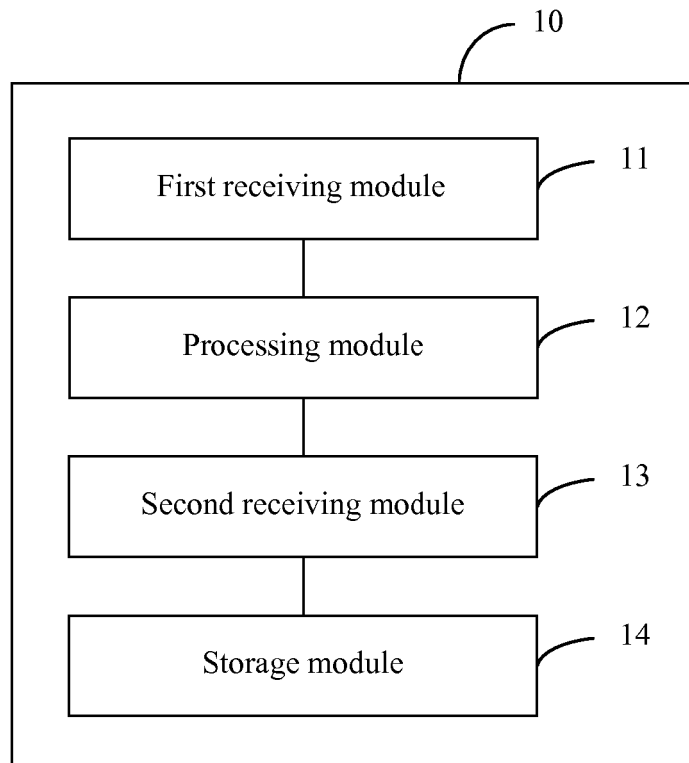 10
First receiving module
11
Processing module
12
Second receiving module
13
Storage module
14